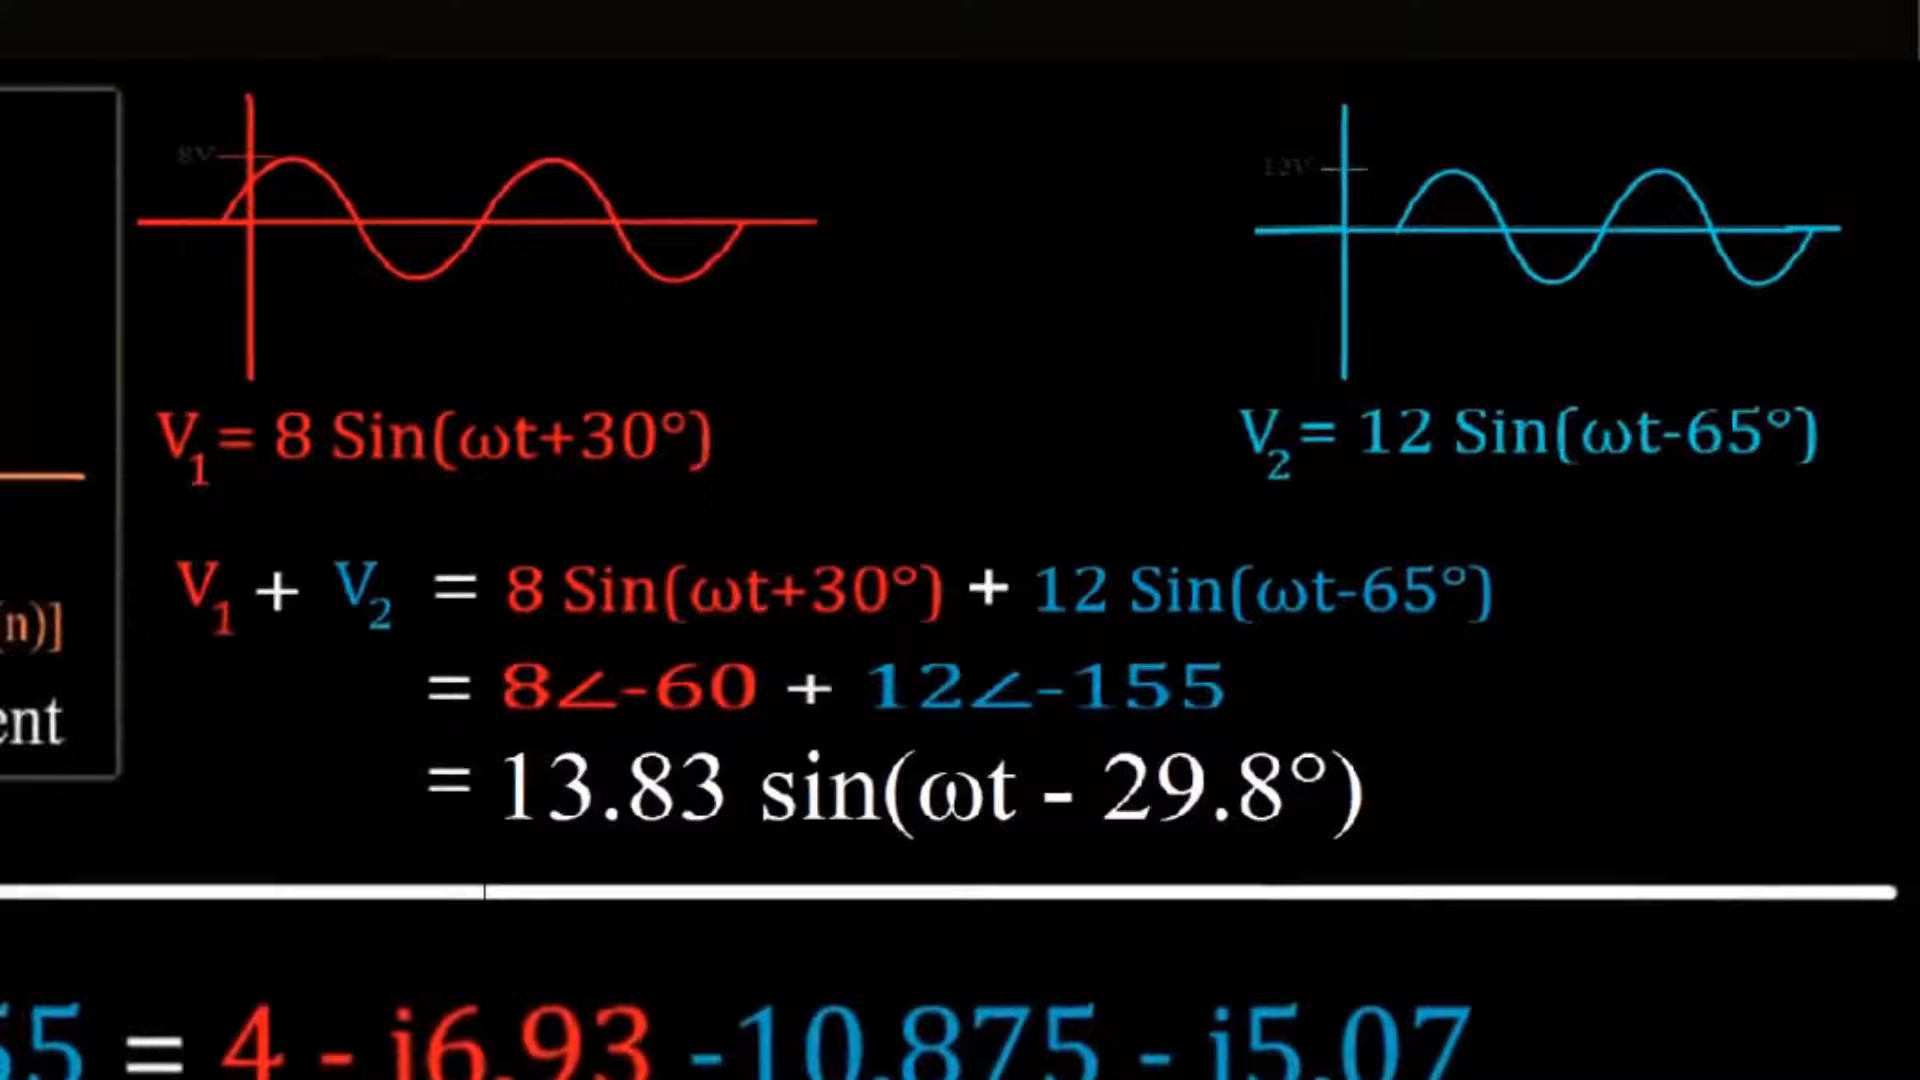 8V
12V
V₁= 8 Sin(ωt+30°)
V₂= 12 Sin(ωt-65°)
V₁ + V₂ = 8 Sin(ωt+30°) + 12 Sin(ωt-65°)
(n)]
= 8∠-60 + 12∠-155
ent
= 13.83 sin(ωt - 29.8°)
55 = 4 - j6.93 -10.875 - j5.07